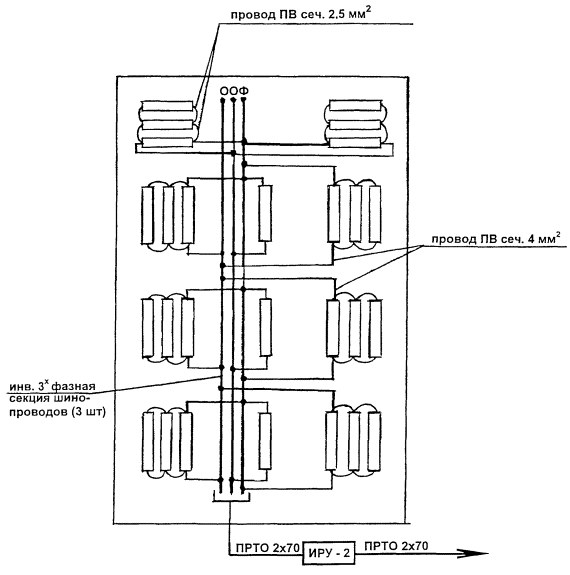 провод ПВ сеч. 2,5 мм²
ООФ
провод ПВ сеч. 4 мм²
инв. 3ˣ фазная
секция шино-
проводов (3 шт)
ПРТО 2х70
ИРУ - 2
ПРТО 2х70